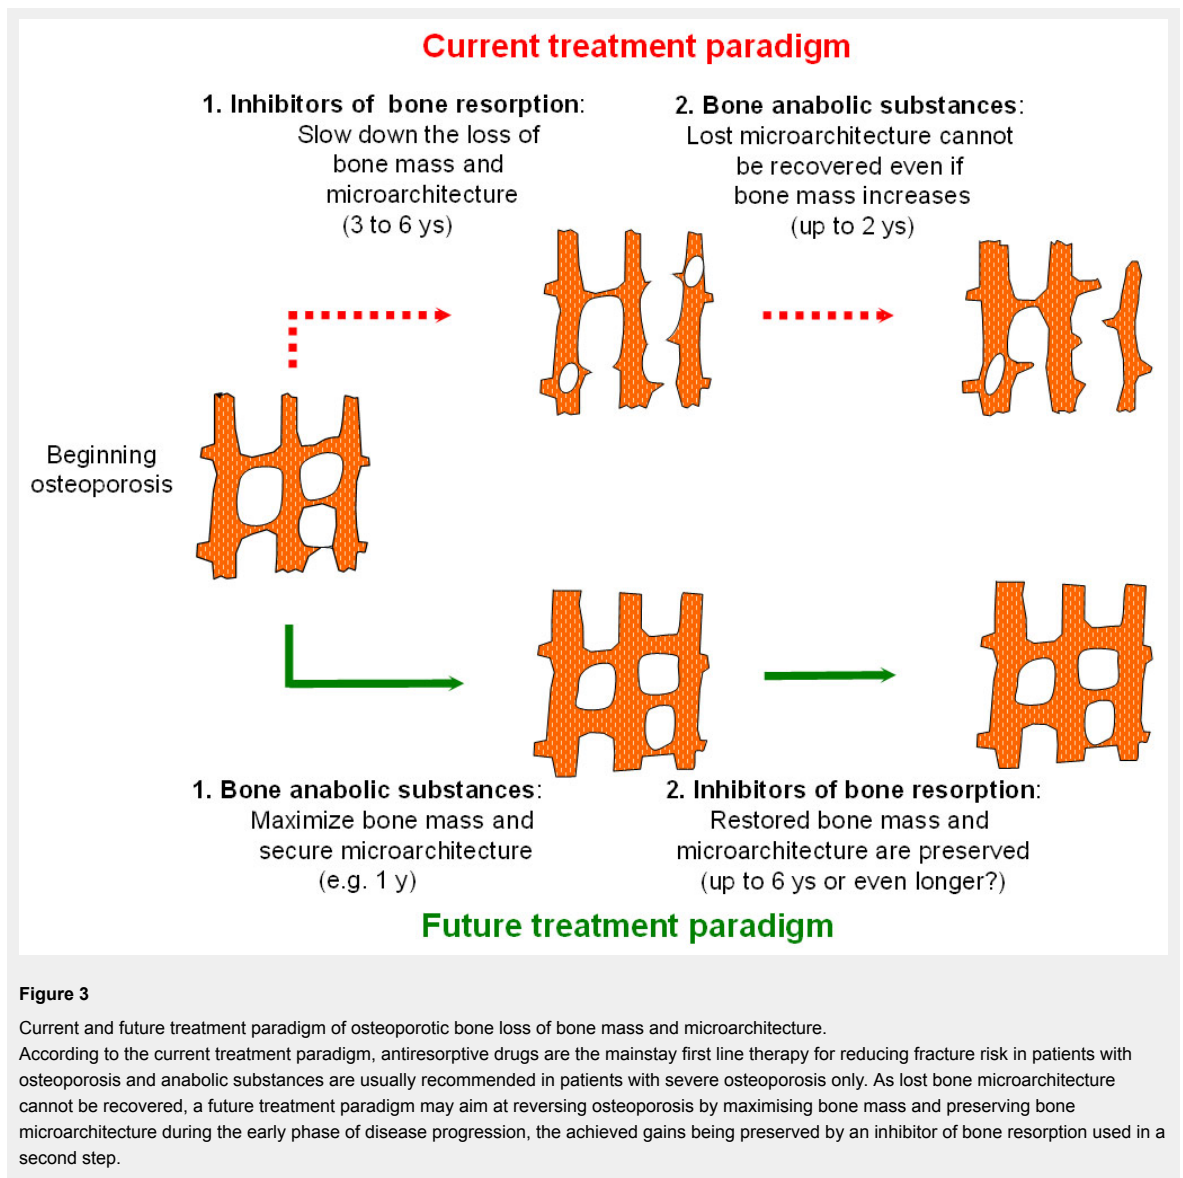 Current treatment paradigm
1. Inhibitors of bone resorption:
Slow down the loss of
bone mass and
microarchitecture
(3 to 6 ys)
2. Bone anabolic substances:
Lost microarchitecture cannot
be recovered even if
bone mass increases
(up to 2 ys)
Beginning
osteoporosis
1. Bone anabolic substances:
Maximize bone mass and
secure microarchitecture
(e.g. 1 y)
2. Inhibitors of bone resorption:
Restored bone mass and
microarchitecture are preserved
(up to 6 ys or even longer?)
Future treatment paradigm
Figure 3
Current and future treatment paradigm of osteoporotic bone loss of bone mass and microarchitecture.
According to the current treatment paradigm, antiresorptive drugs are the mainstay first line therapy for reducing fracture risk in patients with
osteoporosis and anabolic substances are usually recommended in patients with severe osteoporosis only. As lost bone microarchitecture
cannot be recovered, a future treatment paradigm may aim at reversing osteoporosis by maximising bone mass and preserving bone
microarchitecture during the early phase of disease progression, the achieved gains being preserved by an inhibitor of bone resorption used in a
second step.